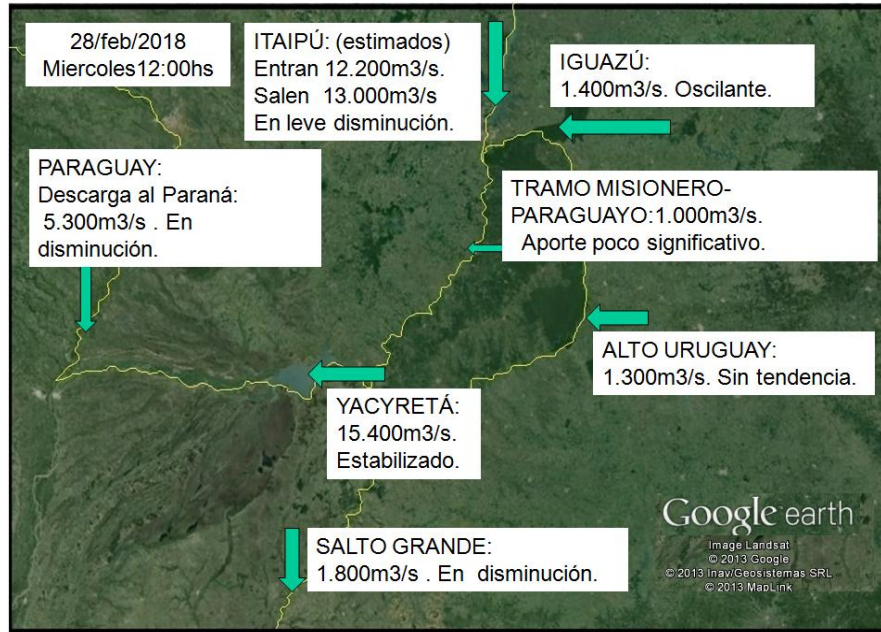 28/feb/2018
Miercoles12:00hs
ITAIPÚ: (estimados)
Entran 12.200m3/s.
Salen  13.000m3/s
En leve disminución.
IGUAZÚ:
1.400m3/s. Oscilante.
PARAGUAY:
Descarga al Paraná:
5.300m3/s . En
disminución.
TRAMO MISIONERO-
PARAGUAYO:1.000m3/s.
Aporte poco significativo.
ALTO URUGUAY:
1.300m3/s. Sin tendencia.
YACYRETÁ:
15.400m3/s.
Estabilizado.
SALTO GRANDE:
1.800m3/s . En  disminución.
Google earth
Image Landsat
© 2013 Google
© 2013 Inav/Geosistemas SRL
© 2013 MapLink